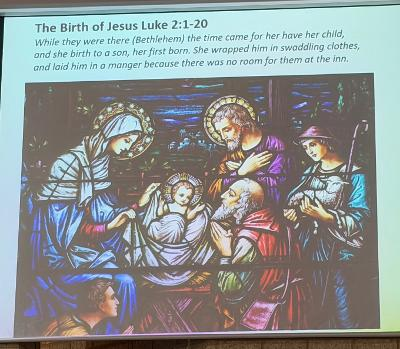 The Birth of Jesus Luke 2:1-20
While they were there (Bethlehem) the time came for her have her child,
and she birth to a son, her first born. She wrapped him in swaddling clothes,
and laid him in a manger because there was no room for them at the inn.